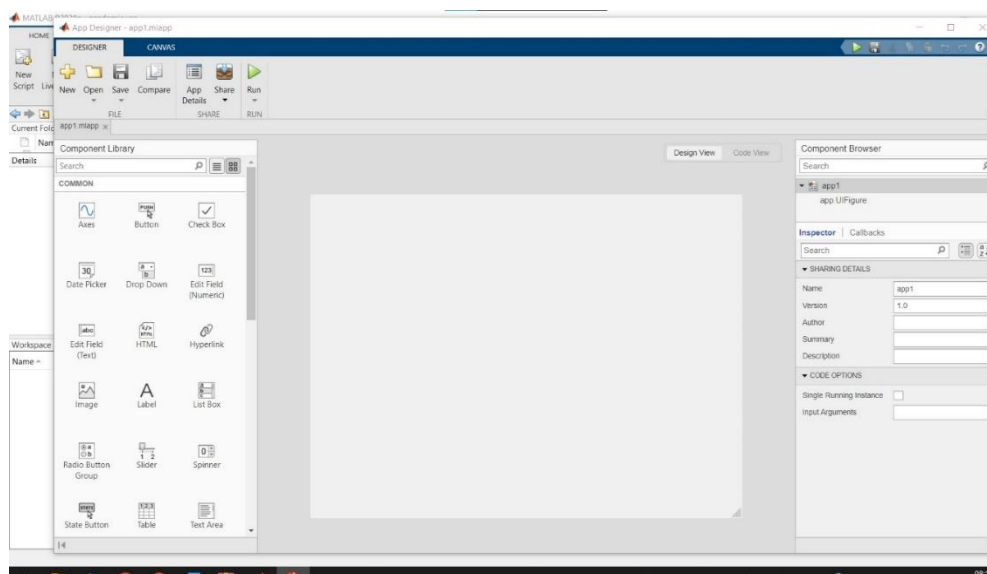 App Designer - app1.mlapp
HOME
DESIGNER
CANVAS
New
Script
New
Open
Save
Compare
App
Details
Share
Run
FILE
SHARE
RUN
app1.mlapp
Details
Component Library
Search
COMMON
Axes
Button
Check Box
Date Picker
Drop Down
Edit Field
(Numeric)
Edit Field
(Text)
HTML
Hyperlink
Image
Label
List Box
Radio Button
Group
Slider
Spinner
State Button
Table
Text Area
Workspace
Name
Design View
Code View
Component Browser
Search
app1
app.UIFigure
Inspector | Callbacks
Search
SHARING DETAILS
Name
app1
Version
1.0
Author
Summary
Description
CODE OPTIONS
Single Running Instance
Input Arguments